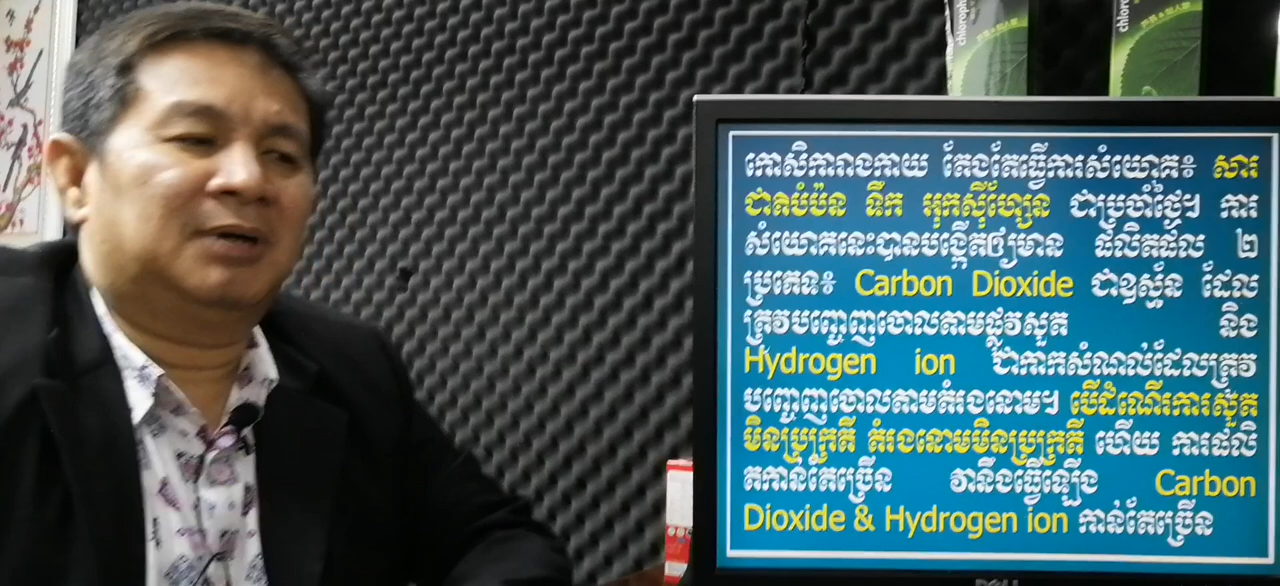 chlorophy
chlorop
កោសិការាងកាយ តែងតែធ្វើការសំយោគ៖ សារ
ជាតិបំប៉ន ទឹក អុកស៊ីហ្សែន ជាប្រចាំថ្ងៃ។ ការ
សំយោគនេះបានបង្កើតឲ្យមាន ផលិតផល ២
ប្រភេទ៖ Carbon Dioxide ជាឧស្ម័ន ដែល
ត្រូវបញ្ចេញចោលតាមផ្លូវសួត និង
Hydrogen ion ជាកាកសំណល់ដែលត្រូវ
បញ្ចេញចោលតាមតំរងនោម។ បើដំណើរការសួត
មិនប្រក្រតី តំរងនោមមិនប្រក្រតី ហើយ ការផលិ
តកាន់តែច្រើន វានឹងធ្វើឡើង Carbon
Dioxide & Hydrogen ion កាន់តែច្រើន